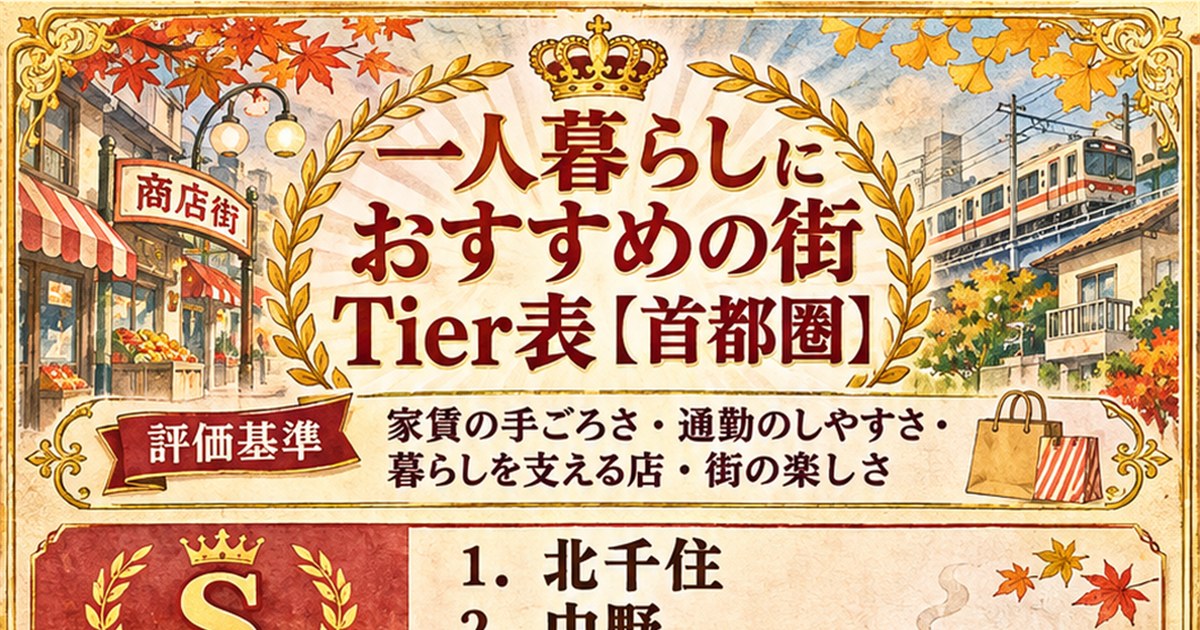 商店街
一人暮らしに
おすすめの街
Tier表【首都圏】
評価基準
家賃の手ごろさ・通勤のしやすさ・
暮らしを支える店・街の楽しさ
S
1. 北千住
2. 中野